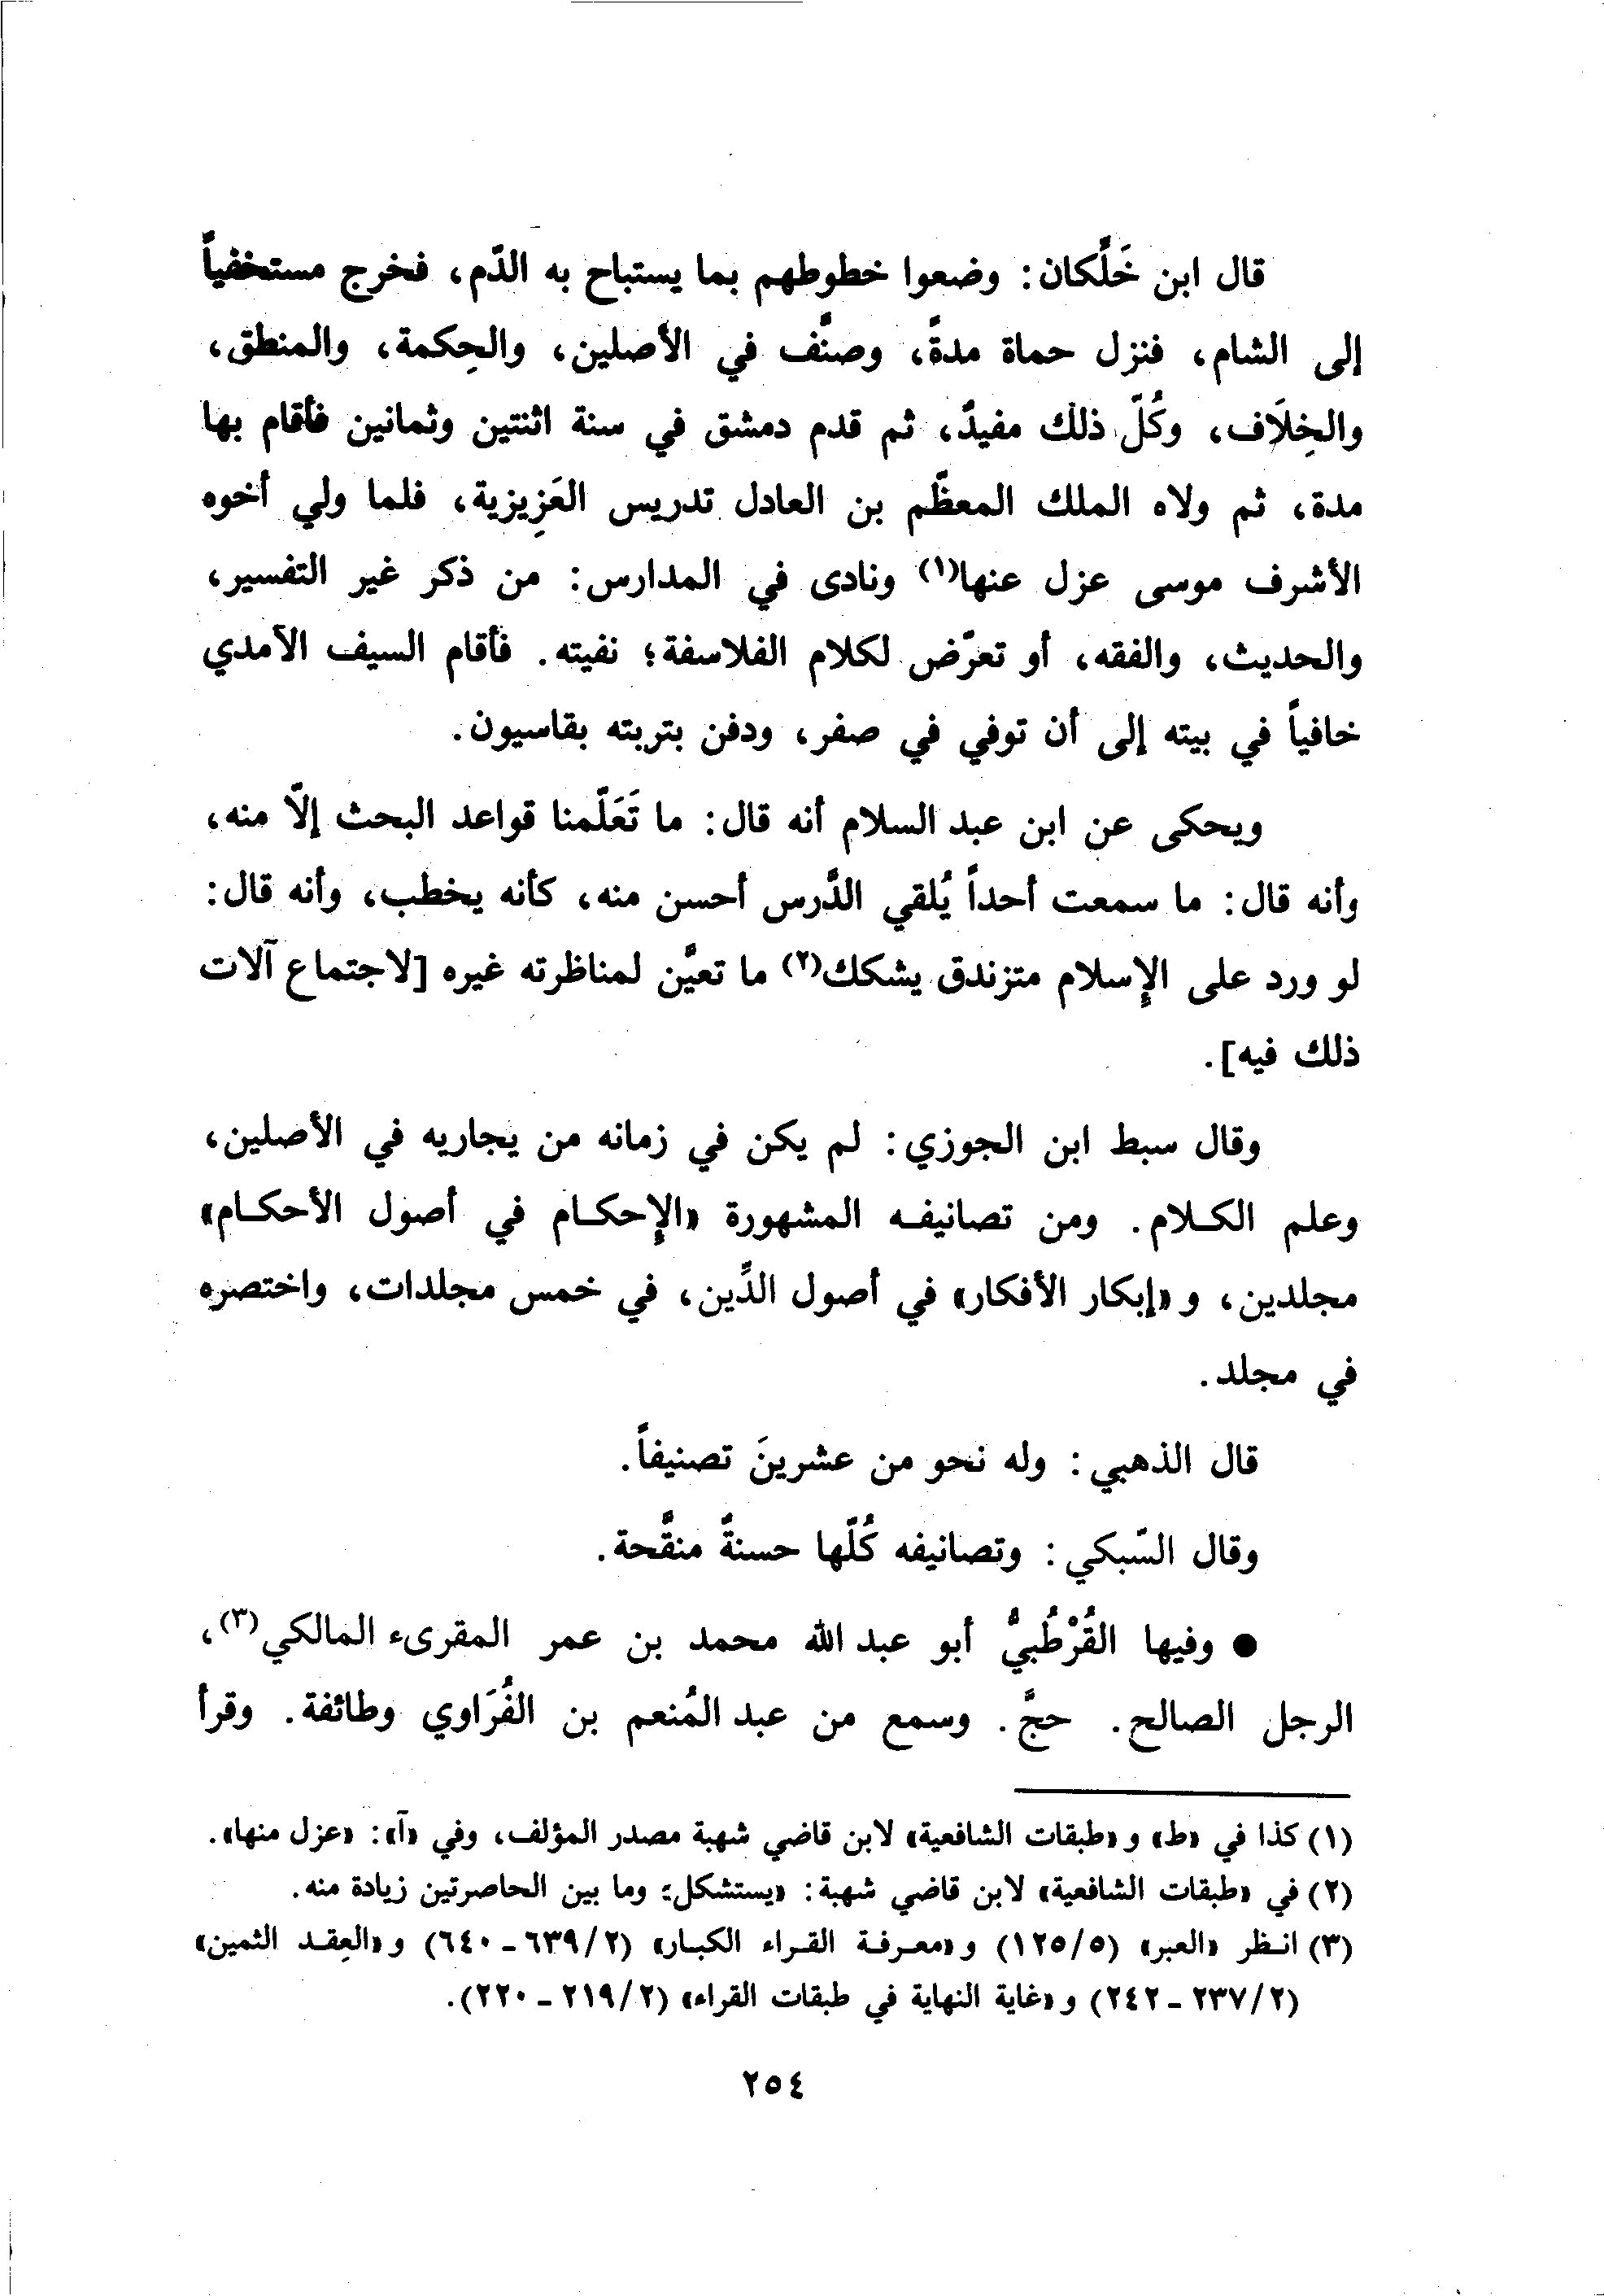 قال ابن خَلِّكان: وضعوا خطوطهم بما يستباح به الدّم، فخرج مستخفياً
إلى الشام، فنزل حماة مدةً، وصنَّف في الأصلين، والحِكمة، والمنطق،
والخِلَاف، وكُلّ ذلك مفيدٌ، ثم قدم دمشق في سنة اثنتين وثمانين فأقام بها
مدة، ثم ولاه الملك المعظّم بن العادل تدريس العَزِيزية، فلما ولي أخوه
الأشرف موسى عزل عنها(١) ونادى في المدارس: من ذكر غير التفسير،
والحديث، والفقه، أو تعرّض لكلام الفلاسفة؛ نفيته. فأقام السيف الآمدي
خافياً في بيته إلى أن توفي في صفر، ودفن بتربته بقاسيون.
ويحكى عن ابن عبد السلام أنه قال: ما تَعَلّمنا قواعد البحث إلّا منه،
وأنه قال: ما سمعت أحداً يُلقي الدَّرس أحسن منه، كأنه يخطب، وأنه قال:
لو ورد على الإسلام متزندق يشكك(٢) ما تعيَّن لمناظرته غيره [لاجتماع آلات
ذلك فيه].
وقال سبط ابن الجوزي: لم يكن في زمانه من يجاريه في الأصلين،
وعلم الكلام. ومن تصانيفه المشهورة «الإحكام في أصول الأحكام»
مجلدين، و «إبكار الأفكار» في أصول الدِّين، في خمس مجلدات، واختصره
في مجلد.
قال الذهبي: وله نحو من عشرينَ تصنيفاً.
وقال السّبكي: وتصانيفه كُلّها حسنةٌ منقَّحة.
● وفيها القُرْطُبيُّ أبو عبد الله محمد بن عمر المقرىء المالكي(٣)،
الرجل الصالح. حجَّ. وسمع من عبد المُنعم بن الفُرَاوي وطائفة. وقرأ
(١) كذا في «ط» و «طبقات الشافعية» لابن قاضي شهبة مصدر المؤلف، وفي «آ»: «عزل منها».
(٢) في «طبقات الشافعية» لابن قاضي شهبة: «يستشكل» وما بين الحاصرتين زيادة منه.
(٣) انظر «العبر» (١٢٥/٥) و «معرفة القراء الكبار» (٦٣٩/٢ - ٦٤٠) و «العِقد الثمين»
(٢٣٧/٢ - ٢٤٢) و «غاية النهاية في طبقات القراء» (٢١٩/٢ - ٢٢٠).
٢٥٤